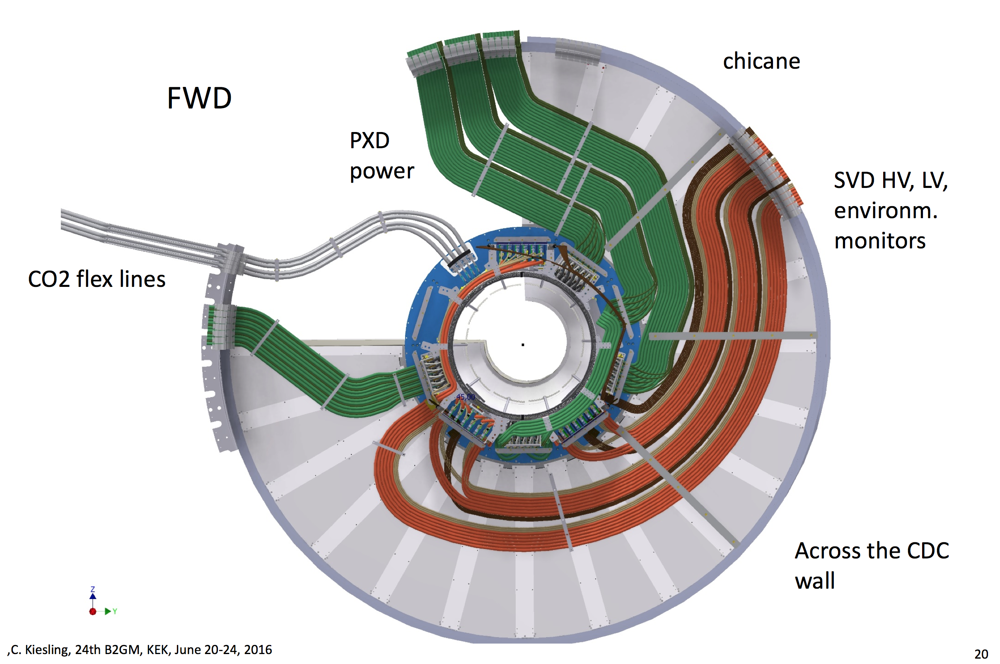 chicane
FWD
PXD
power
SVD HV, LV,
environm.
monitors
CO2 flex lines
45,00
Across the CDC
wall
Z
Y
,C. Kiesling, 24th B2GM, KEK, June 20-24, 2016
20